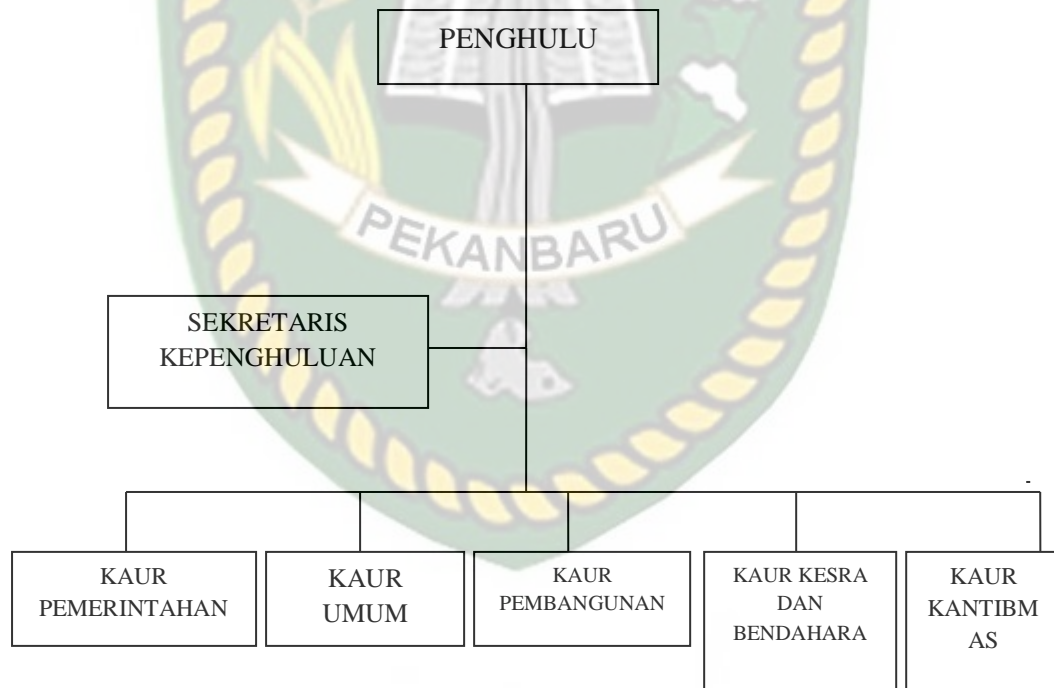 PENGHULU
PEKANBARU
SEKRETARIS
KEPENGHULUAN
KAUR
PEMERINTAHAN
KAUR
UMUM
KAUR
PEMBANGUNAN
KAUR KESRA
DAN
BENDAHARA
KAUR
KANTIBM
AS